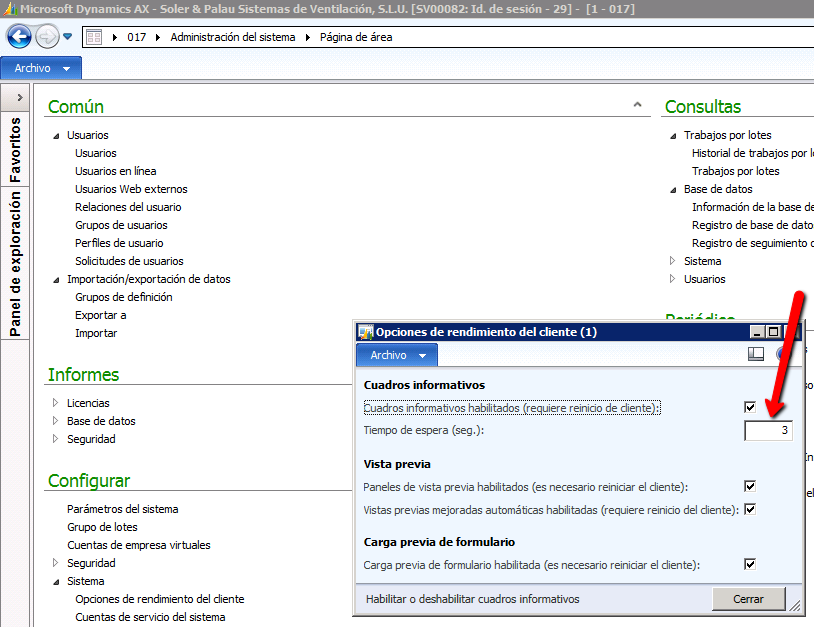 Microsoft Dynamics AX - Soler & Palau Sistemas de Ventilación, S.L.U. [SV00082: Id. de sesión - 29] - [1 - 017]
017 Administración del sistema Página de área
Archivo
Favoritos
Panel de exploración
Común
Usuarios
Usuarios
Usuarios en línea
Usuarios Web externos
Relaciones del usuario
Grupos de usuarios
Perfiles de usuario
Solicitudes de usuarios
Importación/exportación de datos
Grupos de definición
Exportar a
Importar
Informes
Licencias
Base de datos
Seguridad
Configurar
Parámetros del sistema
Grupo de lotes
Cuentas de empresa virtuales
Seguridad
Sistema
Opciones de rendimiento del cliente
Cuentas de servicio del sistema
Consultas
Trabajos por lotes
Historial de trabajos por
Trabajos por lotes
Base de datos
Información de la base de
Registro de base de dato
Registro de seguimiento
Sistema
Usuarios
Opciones de rendimiento del cliente (1)
Archivo
Cuadros informativos
Cuadros informativos habilitados (requiere reinicio de cliente):
Tiempo de espera (seg.): 3
Vista previa
Paneles de vista previa habilitados (es necesario reiniciar el cliente):
Vistas previas mejoradas automáticas habilitadas (requiere reinicio del cliente):
Carga previa de formulario
Carga previa de formulario habilitada (es necesario reiniciar el cliente):
Habilitar o deshabilitar cuadros informativos
Cerrar